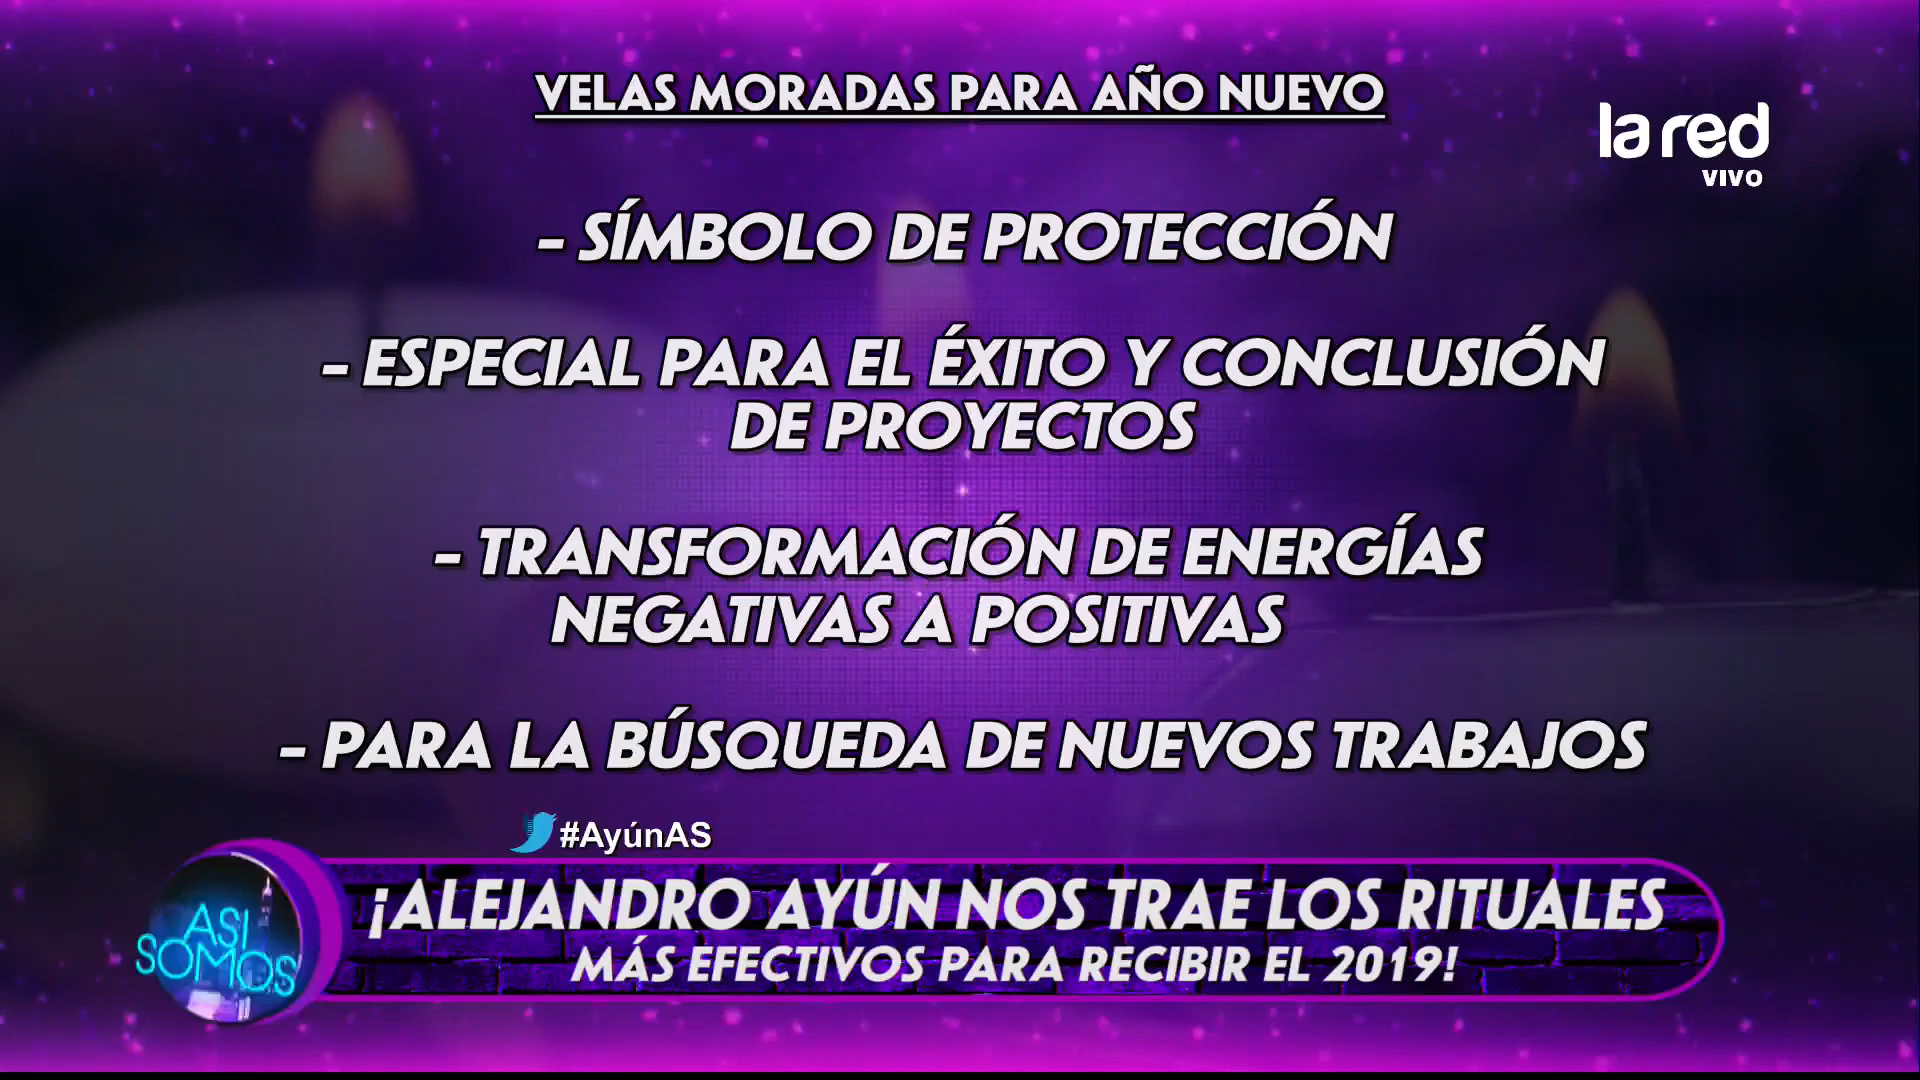 VELAS MORADAS PARA AÑO NUEVO
la red
VIVO
- SÍMBOLO DE PROTECCIÓN
- ESPECIAL PARA EL ÉXITO Y CONCLUSIÓN
DE PROYECTOS
- TRANSFORMACIÓN DE ENERGÍAS
NEGATIVAS A POSITIVAS
- PARA LA BÚSQUEDA DE NUEVOS TRABAJOS
#AyúnAS
¡ALEJANDRO AYÚN NOS TRAE LOS RITUALES
MÁS EFECTIVOS PARA RECIBIR EL 2019!
ASI
SOMOS